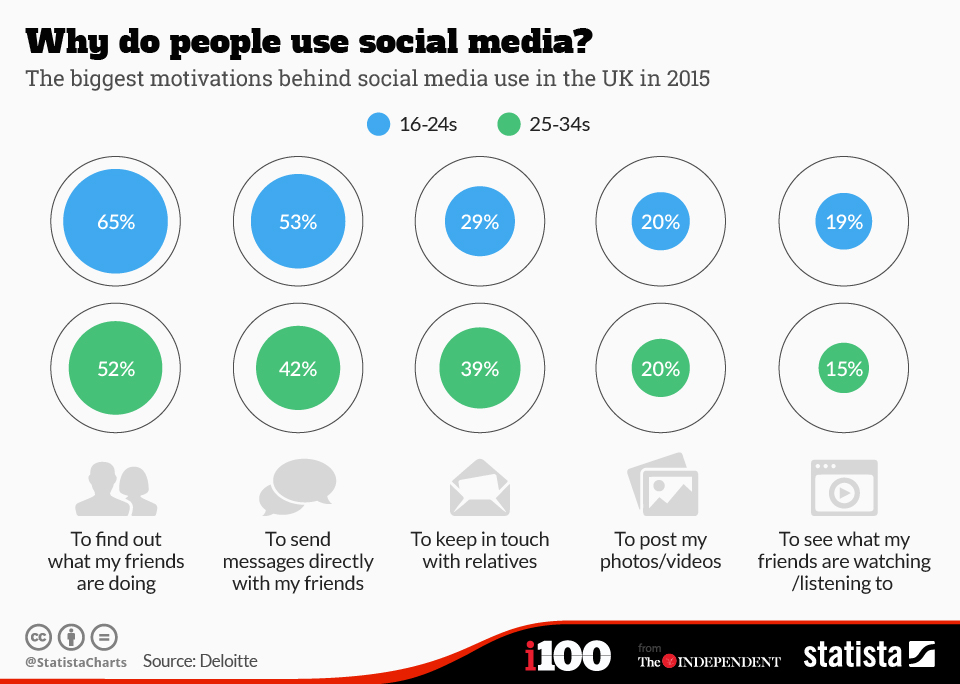 Why do people use social media?
The biggest motivations behind social media use in the UK in 2015
16-24s 25-34s
65% 53% 29% 20% 19%
52% 42% 39% 20% 15%
To find out
what my friends
are doing
To send
messages directly
with my friends
To keep in touch
with relatives
To post my
photos/videos
To see what my
friends are watching
/listening to
cc
@StatistaCharts Source: Deloitte
i100
from
The INDEPENDENT
statista